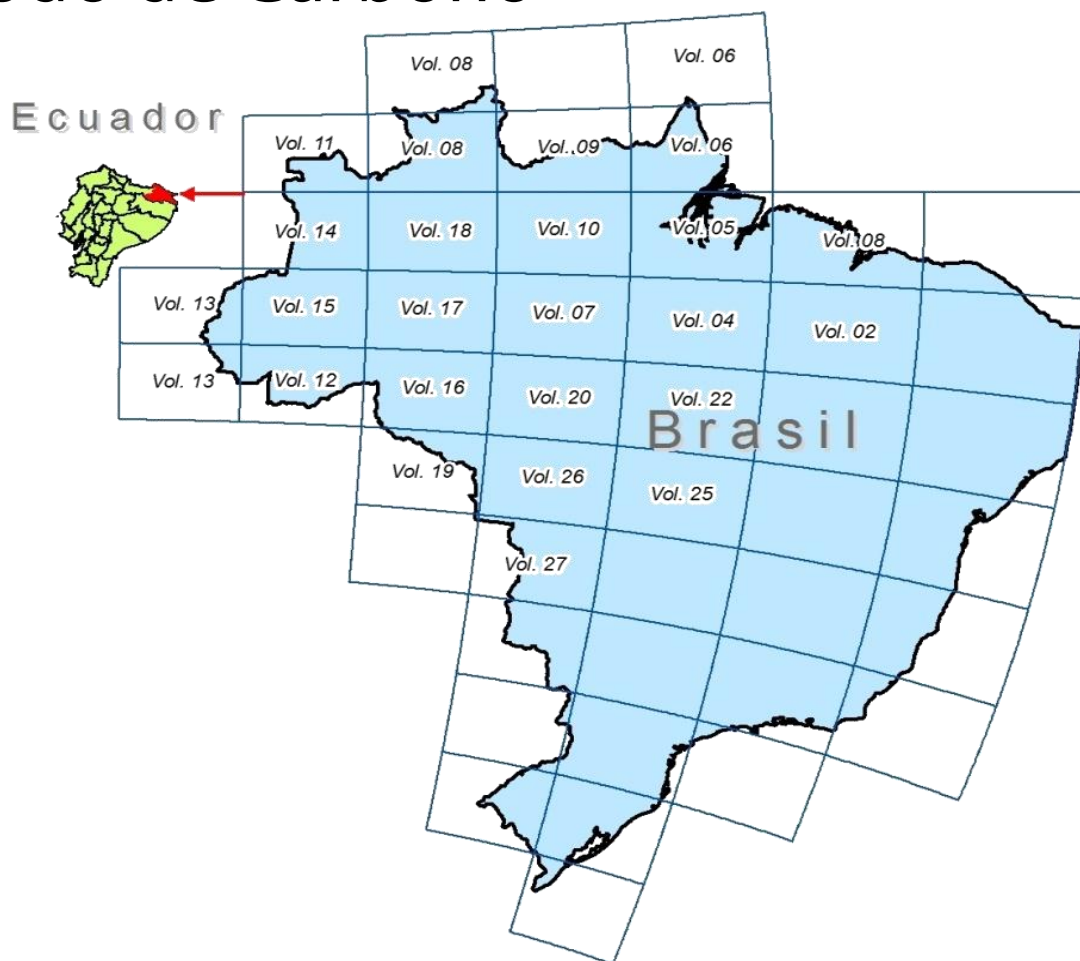 Vol. 08
Vol. 06
Ecuador
Vol. 11
Vol. 08
Vol. 09
Vol. 06
Vol. 14
Vol. 18
Vol. 10
Vol. 05
Vol. 08
Vol. 13
Vol. 15
Vol. 17
Vol. 07
Vol. 04
Vol. 02
Vol. 13
Vol. 12
Vol. 16
Vol. 20
Vol. 22
Brasil
Vol. 19
Vol. 26
Vol. 25
Vol. 27